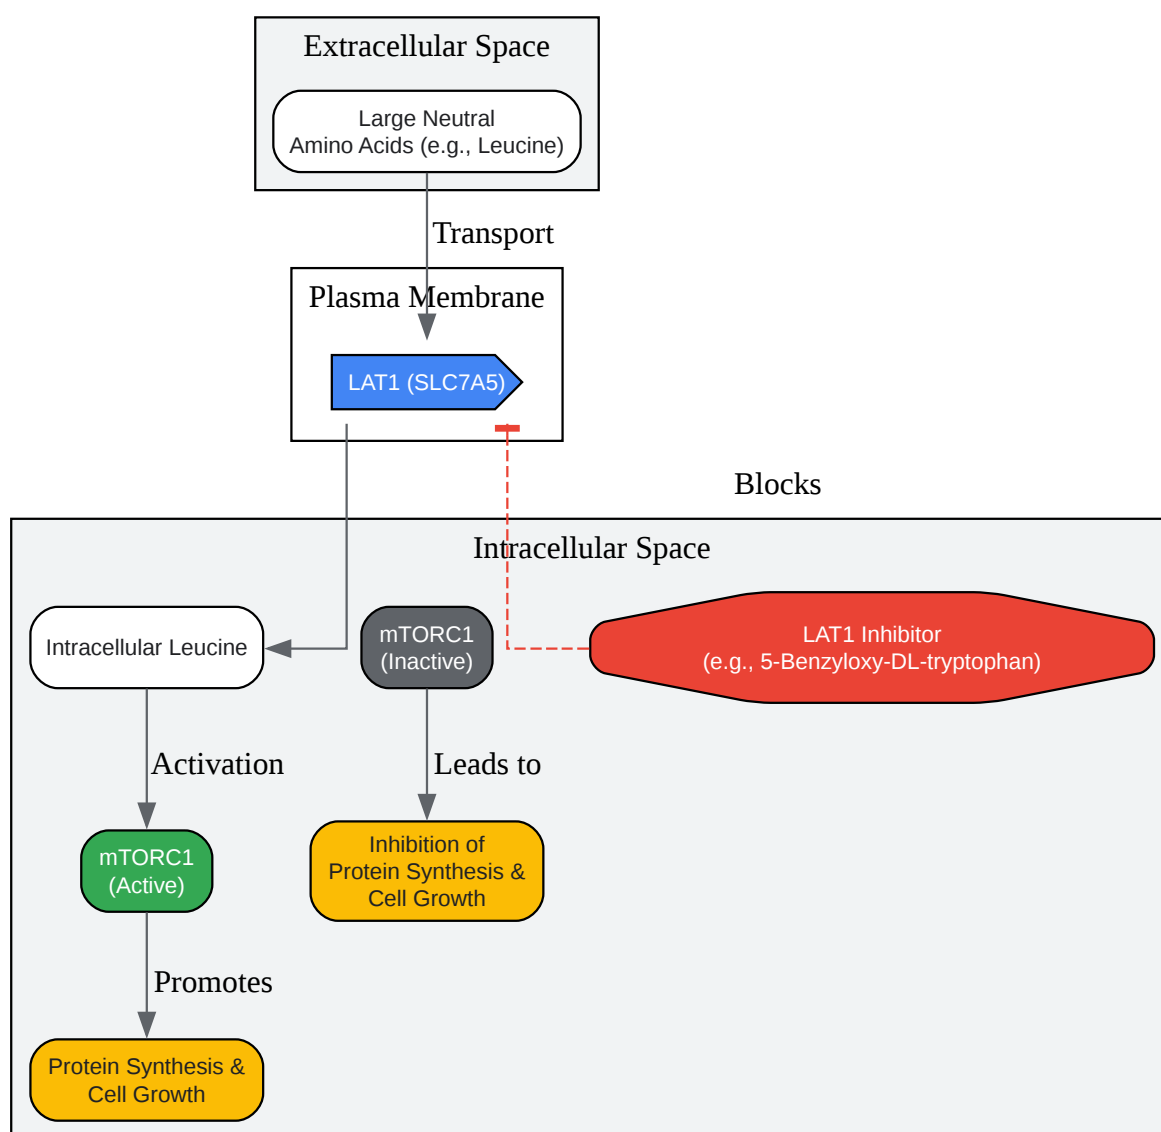 Extracellular Space
Large Neutral
Amino Acids (e.g., Leucine)
Transport
Plasma Membrane
LAT1 (SLC7A5)
Blocks
Intracellular Space
Intracellular Leucine
mTORC1
(Inactive)
LAT1 Inhibitor
(e.g., 5-Benzyloxy-DL-tryptophan)
Activation
Leads to
mTORC1
(Active)
Inhibition of
Protein Synthesis &
Cell Growth
Promotes
Protein Synthesis &
Cell Growth